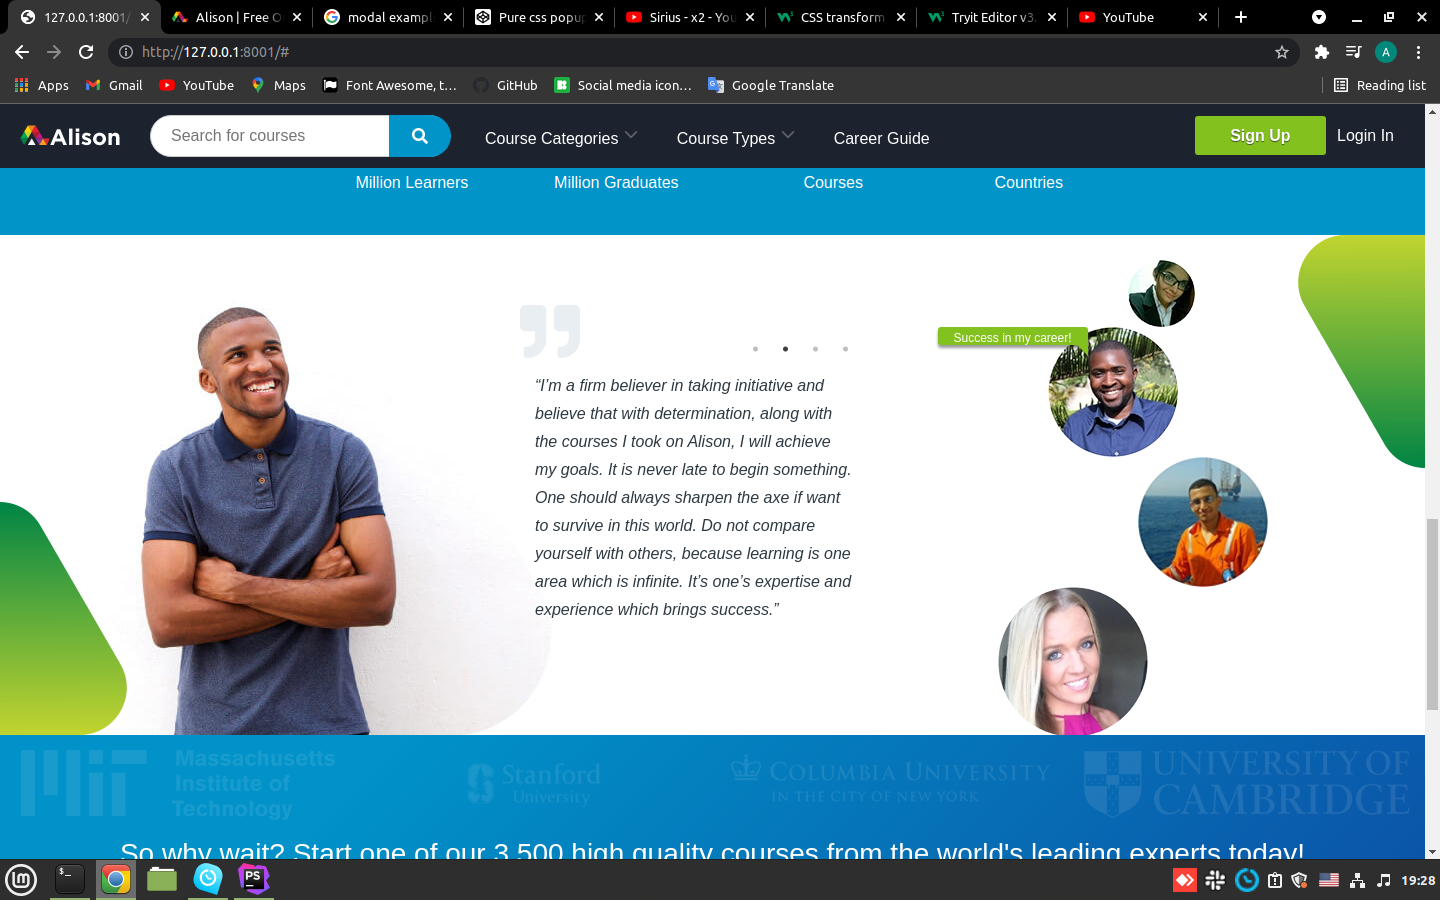 127.0.0.1:8001/
Alison | Free O
modal exampl
Pure css popup
Sirius - x2 - You
CSS transform
Tryit Editor v3.
YouTube
http://127.0.0.1:8001/#
A
Apps
Gmail
YouTube
Maps
Font Awesome, t...
GitHub
Social media icon...
Google Translate
Reading list
Alison
Search for courses
Course Categories
Course Types
Career Guide
Sign Up
Login In
Million Learners
Million Graduates
Courses
Countries
Success in my career!
“I’m a firm believer in taking initiative and
believe that with determination, along with
the courses I took on Alison, I will achieve
my goals. It is never late to begin something.
One should always sharpen the axe if want
to survive in this world. Do not compare
yourself with others, because learning is one
area which is infinite. It’s one’s expertise and
experience which brings success.”
MIT
Massachusetts
Institute of
Technology
Stanford
University
COLUMBIA UNIVERSITY
IN THE CITY OF NEW YORK
UNIVERSITY OF
CAMBRIDGE
So why wait? Start one of our 3,500 high quality courses from the world's leading experts today!
$_
PS
19:28